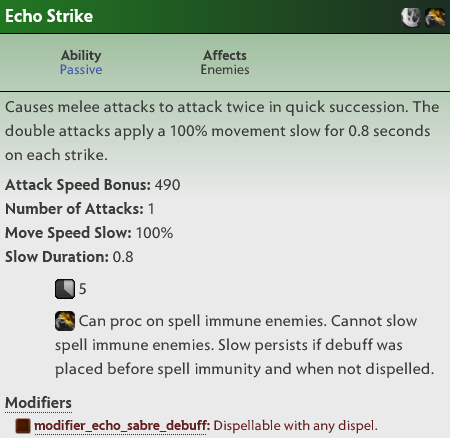 Echo Strike
Ability
Affects
Passive
Enemies
Causes melee attacks to attack twice in quick succession. The
double attacks apply a 100% movement slow for 0.8 seconds
on each strike.
Attack Speed Bonus: 490
Number of Attacks: 1
Move Speed Slow: 100%
Slow Duration: 0.8
5
Can proc on spell immune enemies. Cannot slow
spell immune enemies. Slow persists if debuff was
placed before spell immunity and when not dispelled.
Modifiers
modifier_echo_sabre_debuff: Dispellable with any dispel.